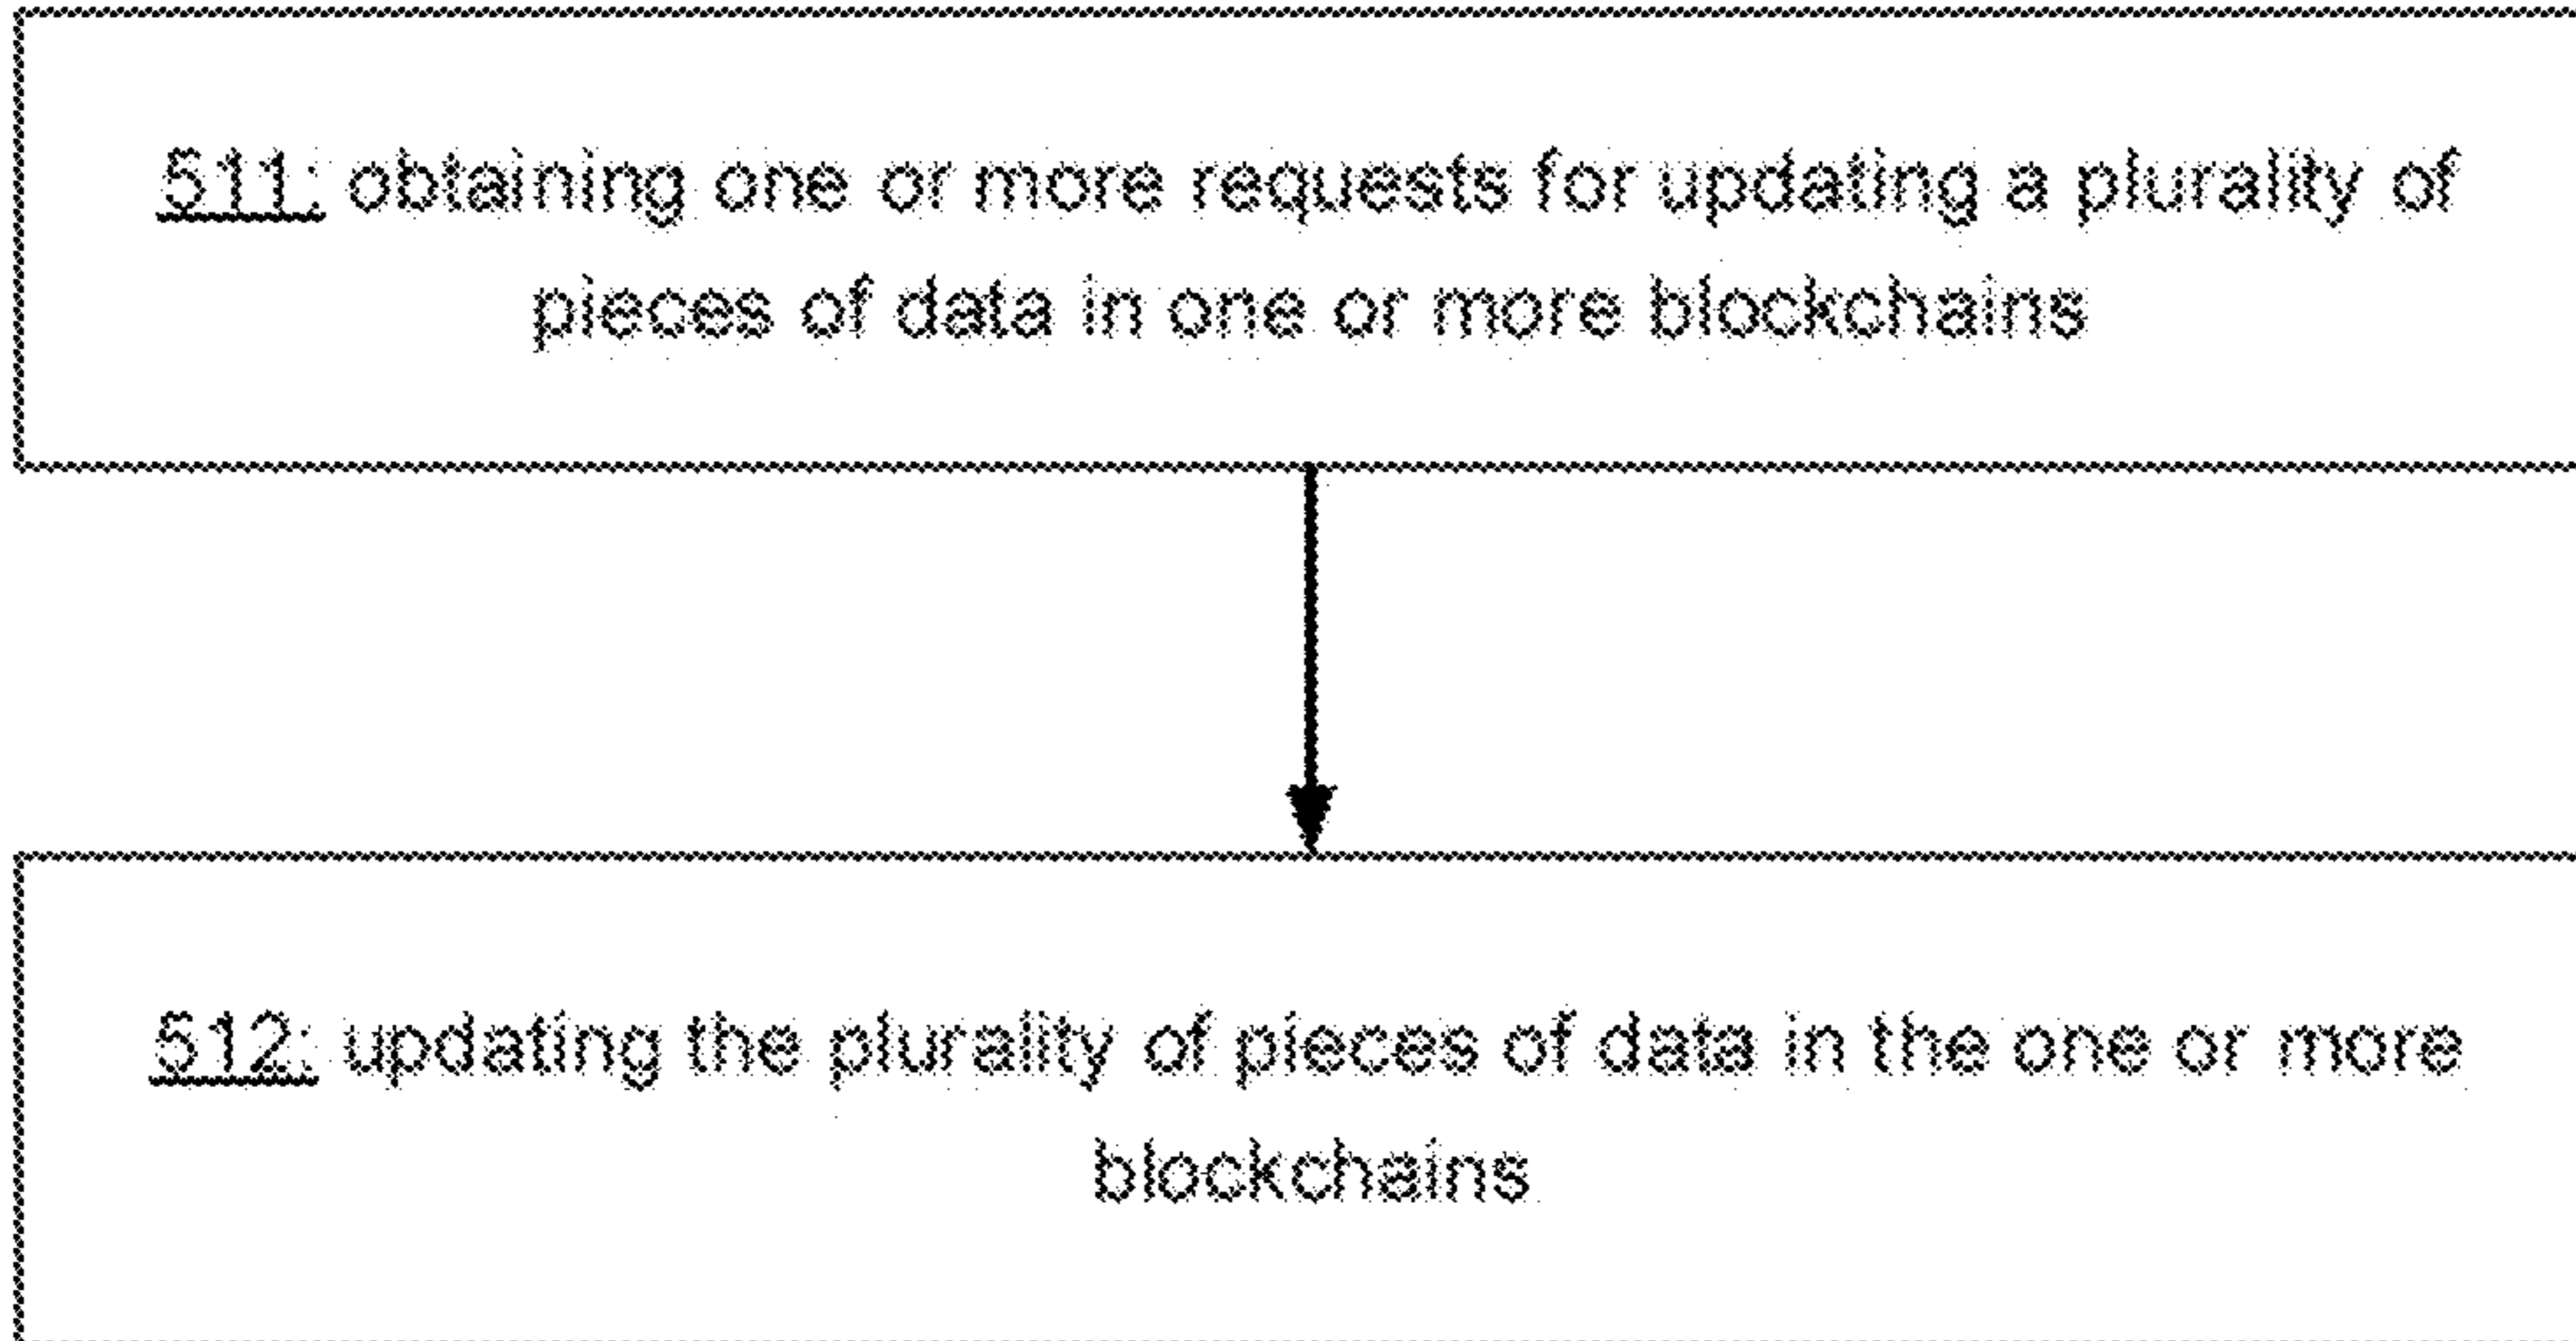 511: obtaining one or more requests for updating a plurality of
pieces of data in one or more blockchains
512: updating the plurality of pieces of data in the one or more
blockchains